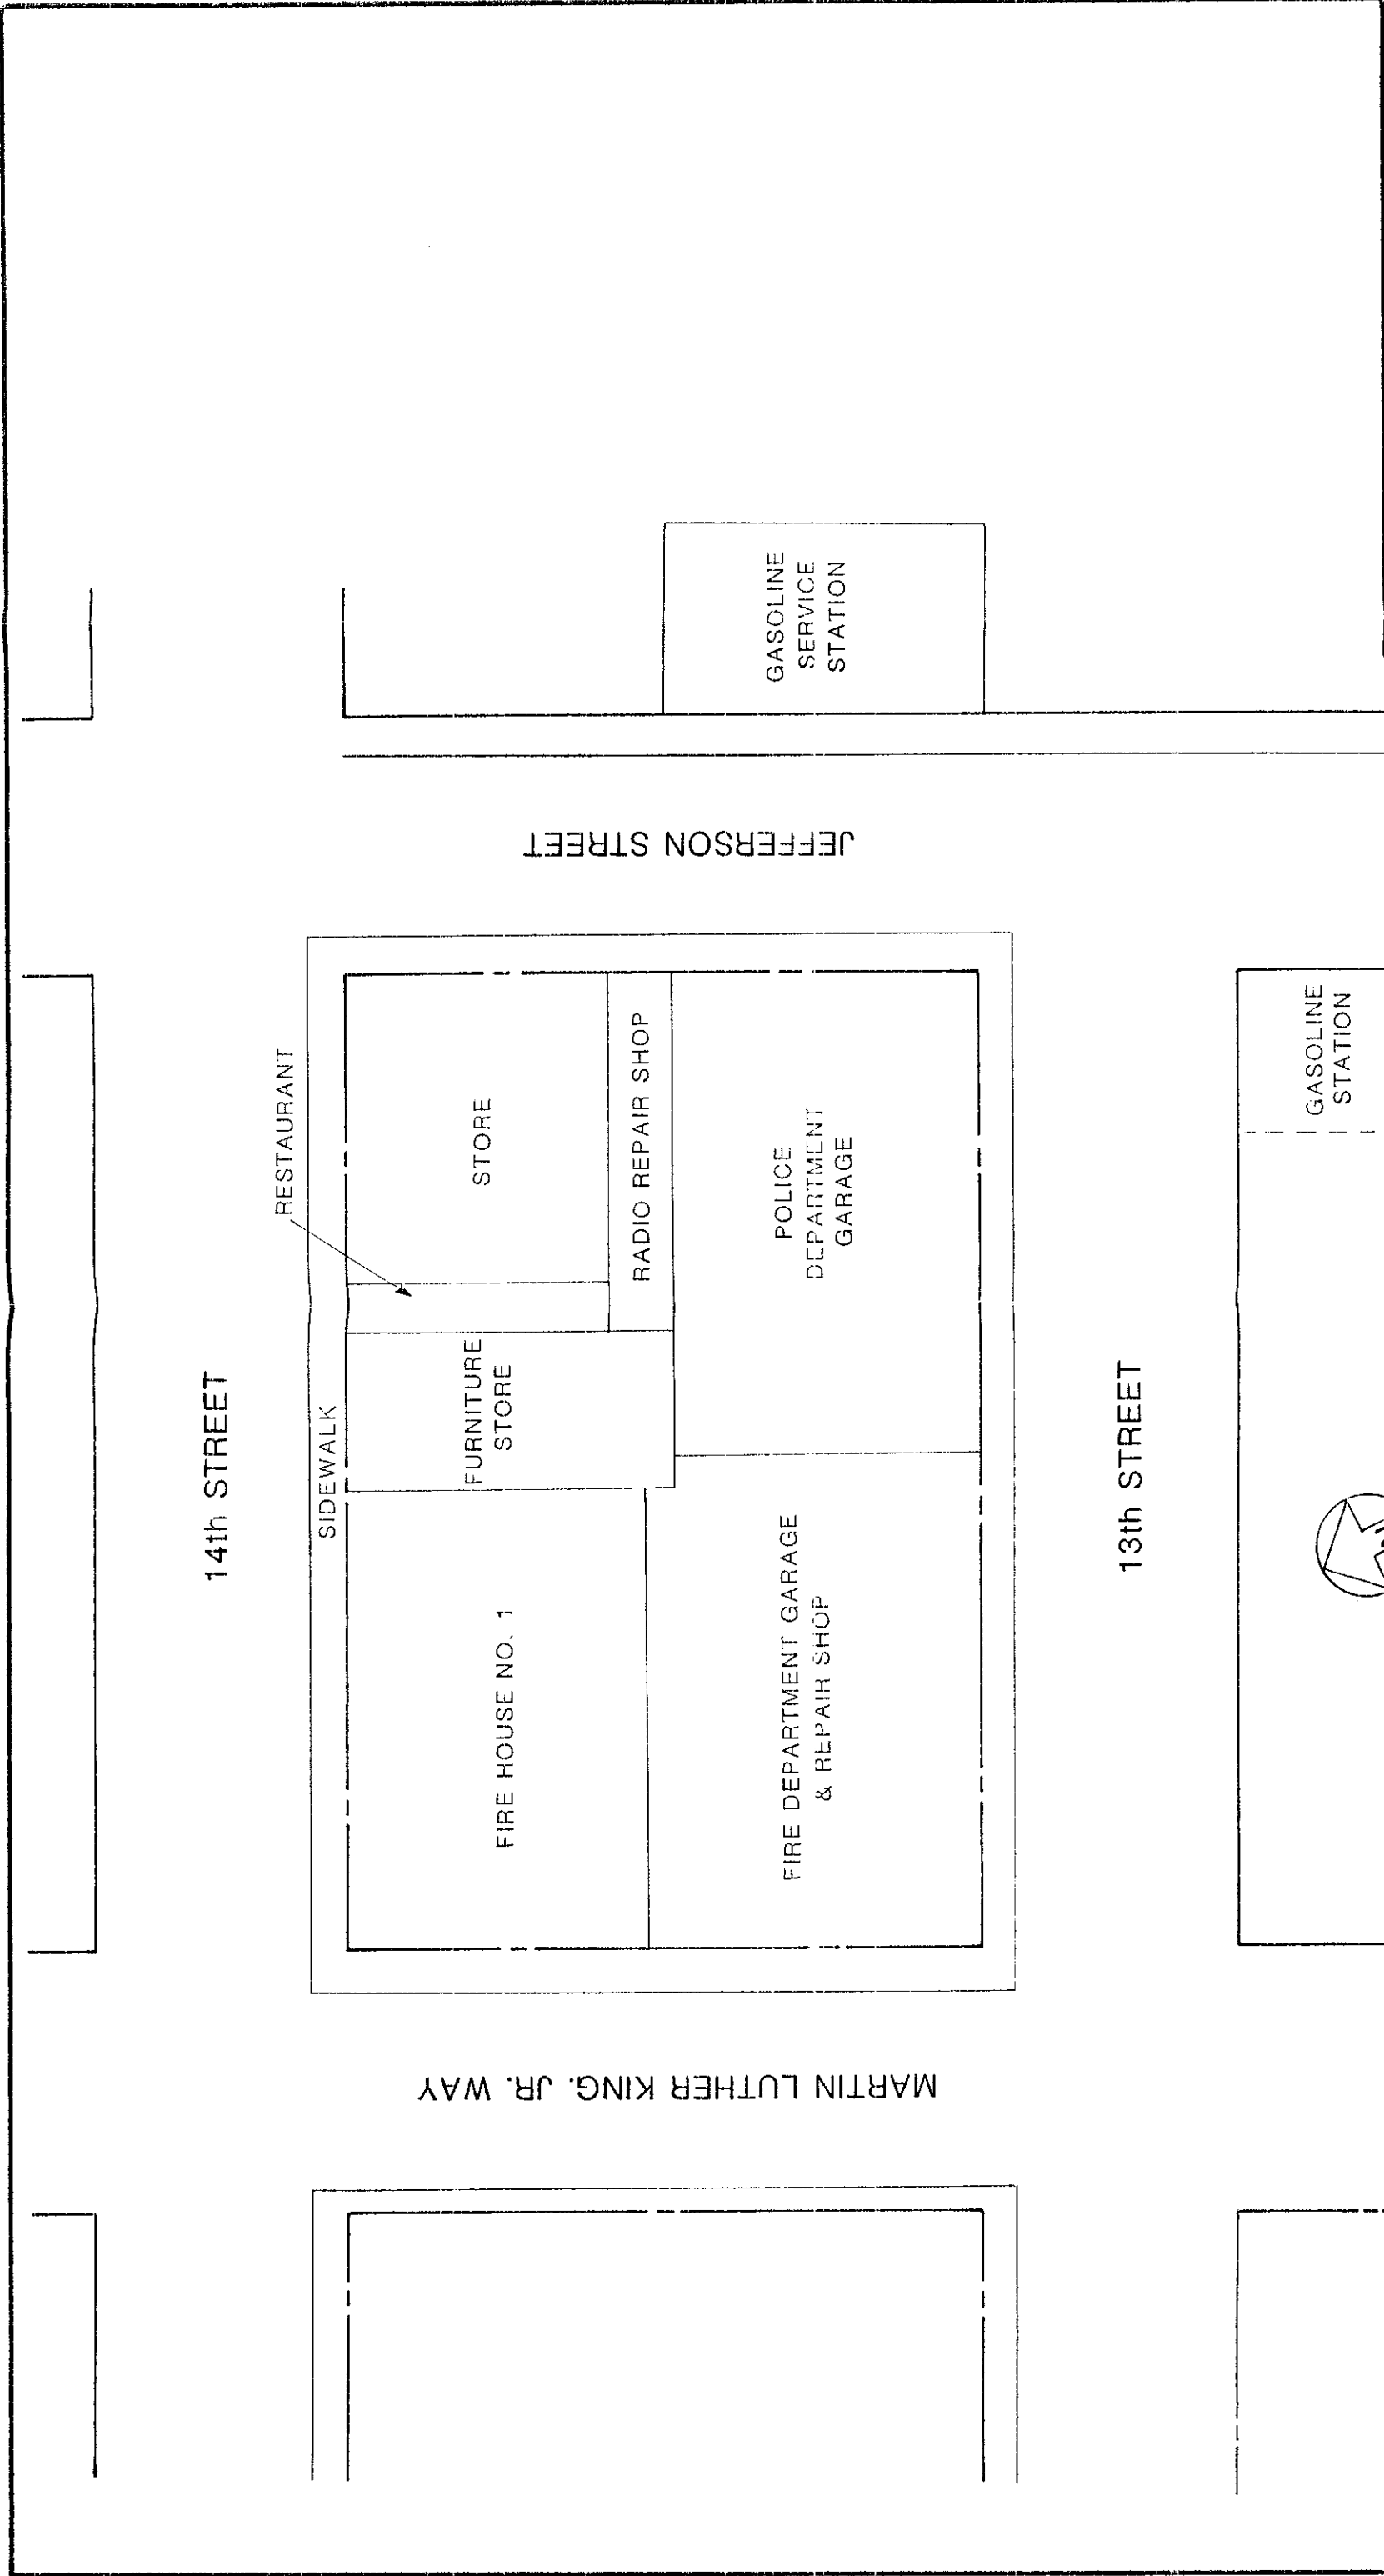 14th STREET
RESTAURANT
SIDEWALK
FIRE HOUSE NO. 1
FURNITURE
STORE
STORE
RADIO REPAIR SHOP
FIRE DEPARTMENT GARAGE
& REPAIR SHOP
POLICE
DEPARTMENT
GARAGE
MARTIN LUTHER KING. JR. WAY
JEFFERSON STREET
GASOLINE
SERVICE
STATION
13th STREET
GASOLINE
STATION